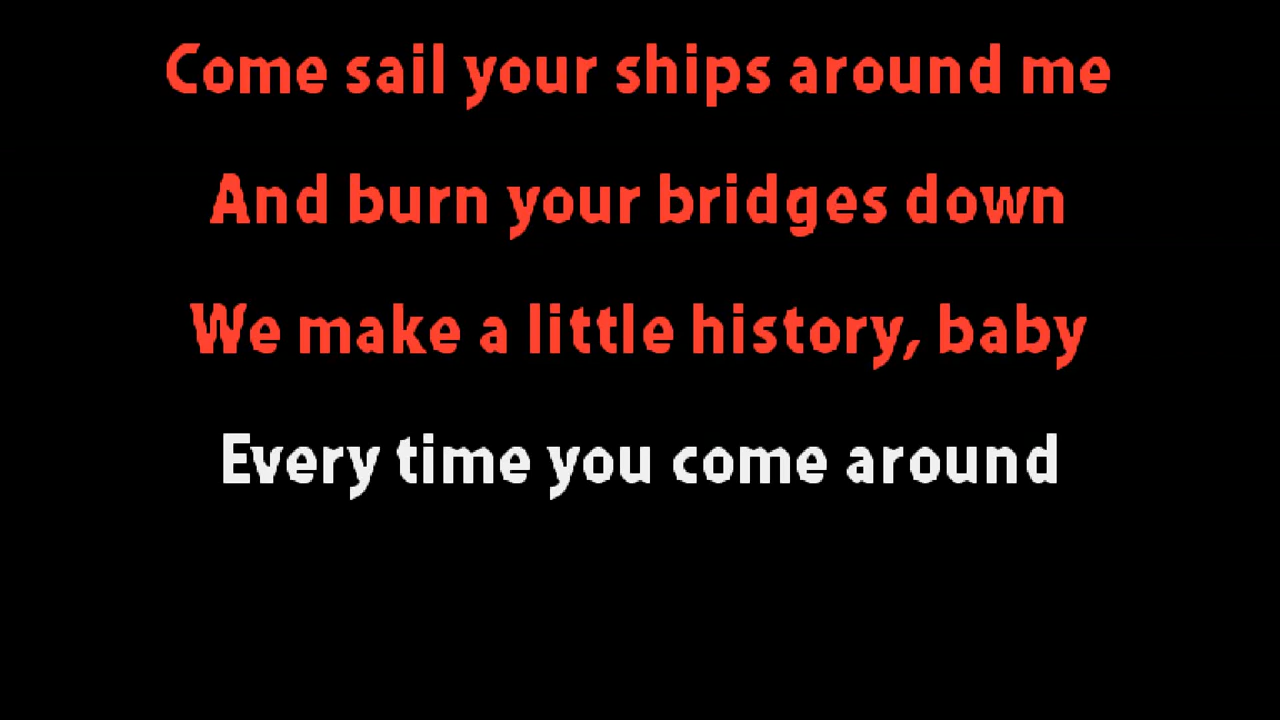 Come sail your ships around me
And burn your bridges down
We make a little history, baby
Every time you come around